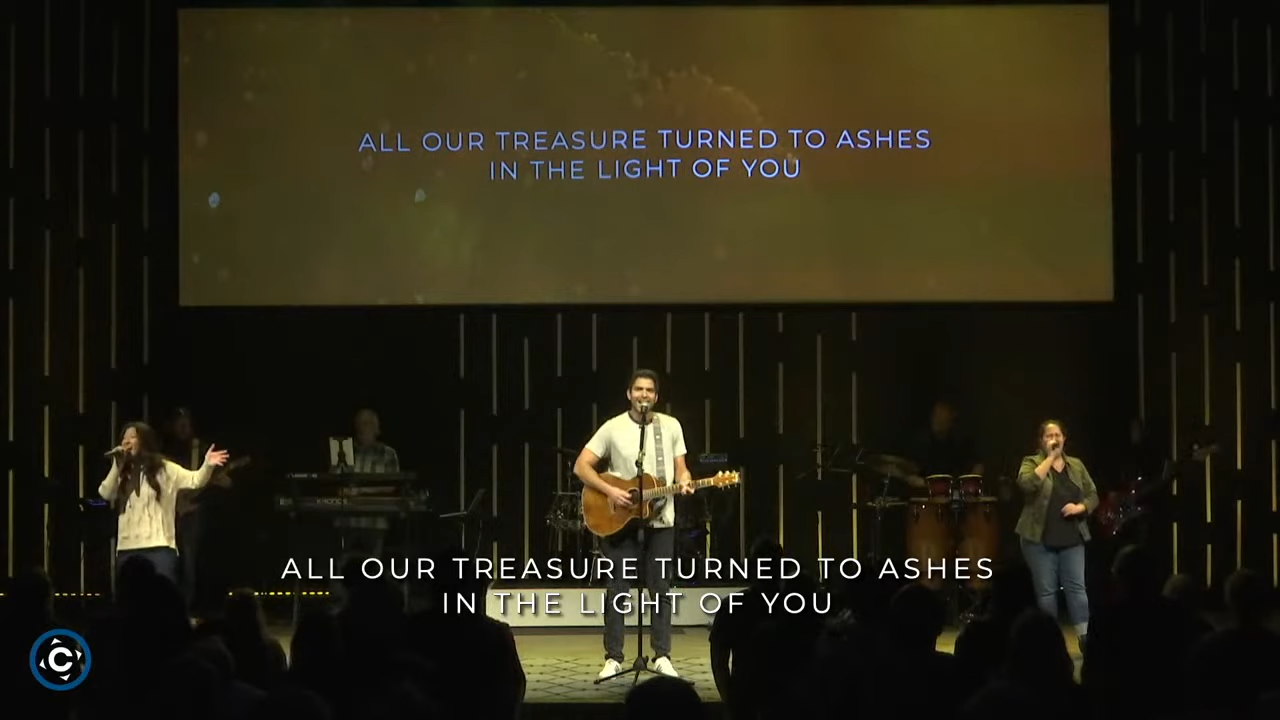 ALL OUR TREASURE TURNED TO ASHES
IN THE LIGHT OF YOU
ALL OUR TREASURE TURNED TO ASHES
IN THE LIGHT OF YOU
C